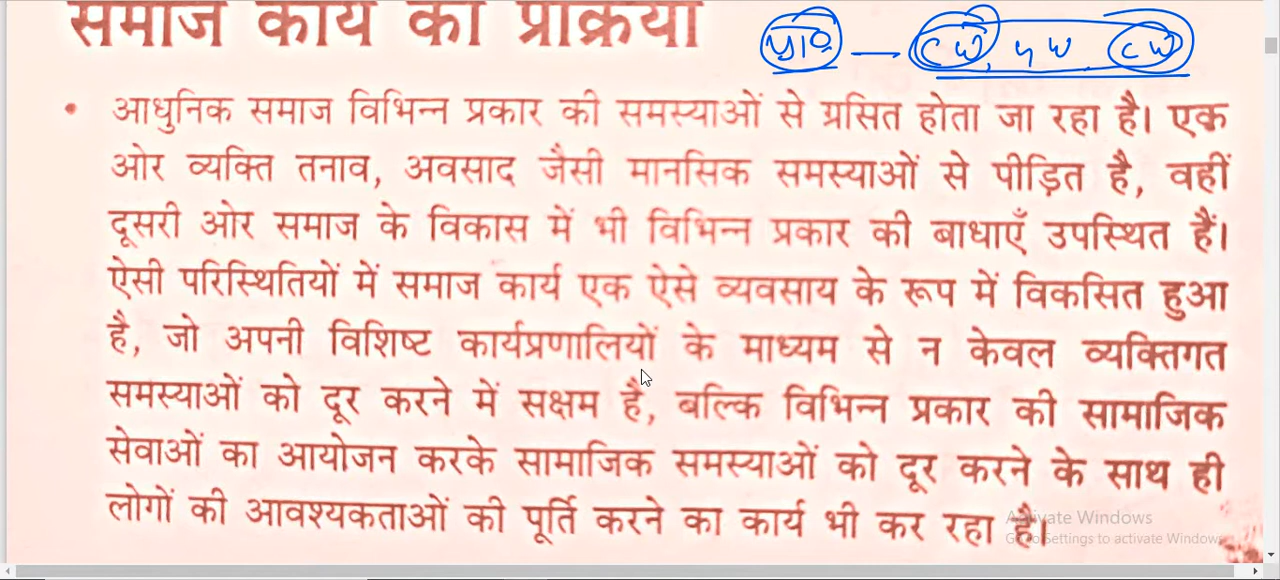 समाज कार्य की प्रक्रिया
CW, GW CW
• आधुनिक समाज विभिन्न प्रकार की समस्याओं से ग्रसित होता जा रहा है। एक
ओर व्यक्ति तनाव, अवसाद जैसी मानसिक समस्याओं से पीड़ित है, वहीं
दूसरी ओर समाज के विकास में भी विभिन्न प्रकार की बाधाएँ उपस्थित हैं।
ऐसी परिस्थितियों में समाज कार्य एक ऐसे व्यवसाय के रूप में विकसित हुआ
है, जो अपनी विशिष्ट कार्यप्रणालियों के माध्यम से न केवल व्यक्तिगत
समस्याओं को दूर करने में सक्षम है, बल्कि विभिन्न प्रकार की सामाजिक
सेवाओं का आयोजन करके सामाजिक समस्याओं को दूर करने के साथ ही
लोगों की आवश्यकताओं की पूर्ति करने का कार्य भी कर रहा है।
Activate Windows
Go to Settings to activate Windows.